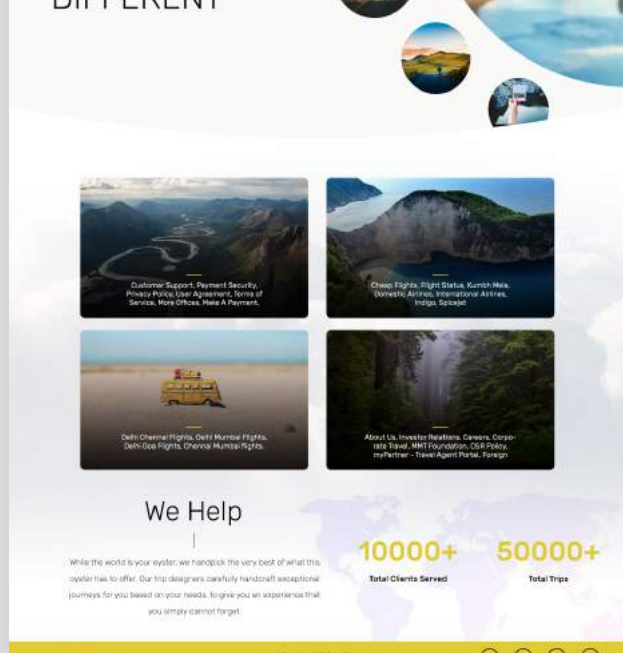 DIFFERENT
Customer Support, Payment Security,
Privacy Policy, User Agreement, Terms of
Service, More Offices, Make A Payment.
Cheap Flights, Flight Status, Kumbh Mela,
Domestic Airlines, International Airlines,
Indigo, Spicejet
Delhi Chennai Flights, Delhi Mumbai Flights,
Delhi Goa Flights, Chennai Mumbai flights.
About Us, Investor Relations, Careers, Corpo-
rate Travel, MMT Foundation, CSR Policy,
myPartner - Travel Agent Portal, Foreign
We Help
While the world is your oyster, we handpick the very best of what this
oyster has to offer. Our trip designers carefully handcraft exceptional
journeys for you based on your needs, to give you an experience that
you simply cannot forget.
10000+
Total Clients Served
50000+
Total Trips